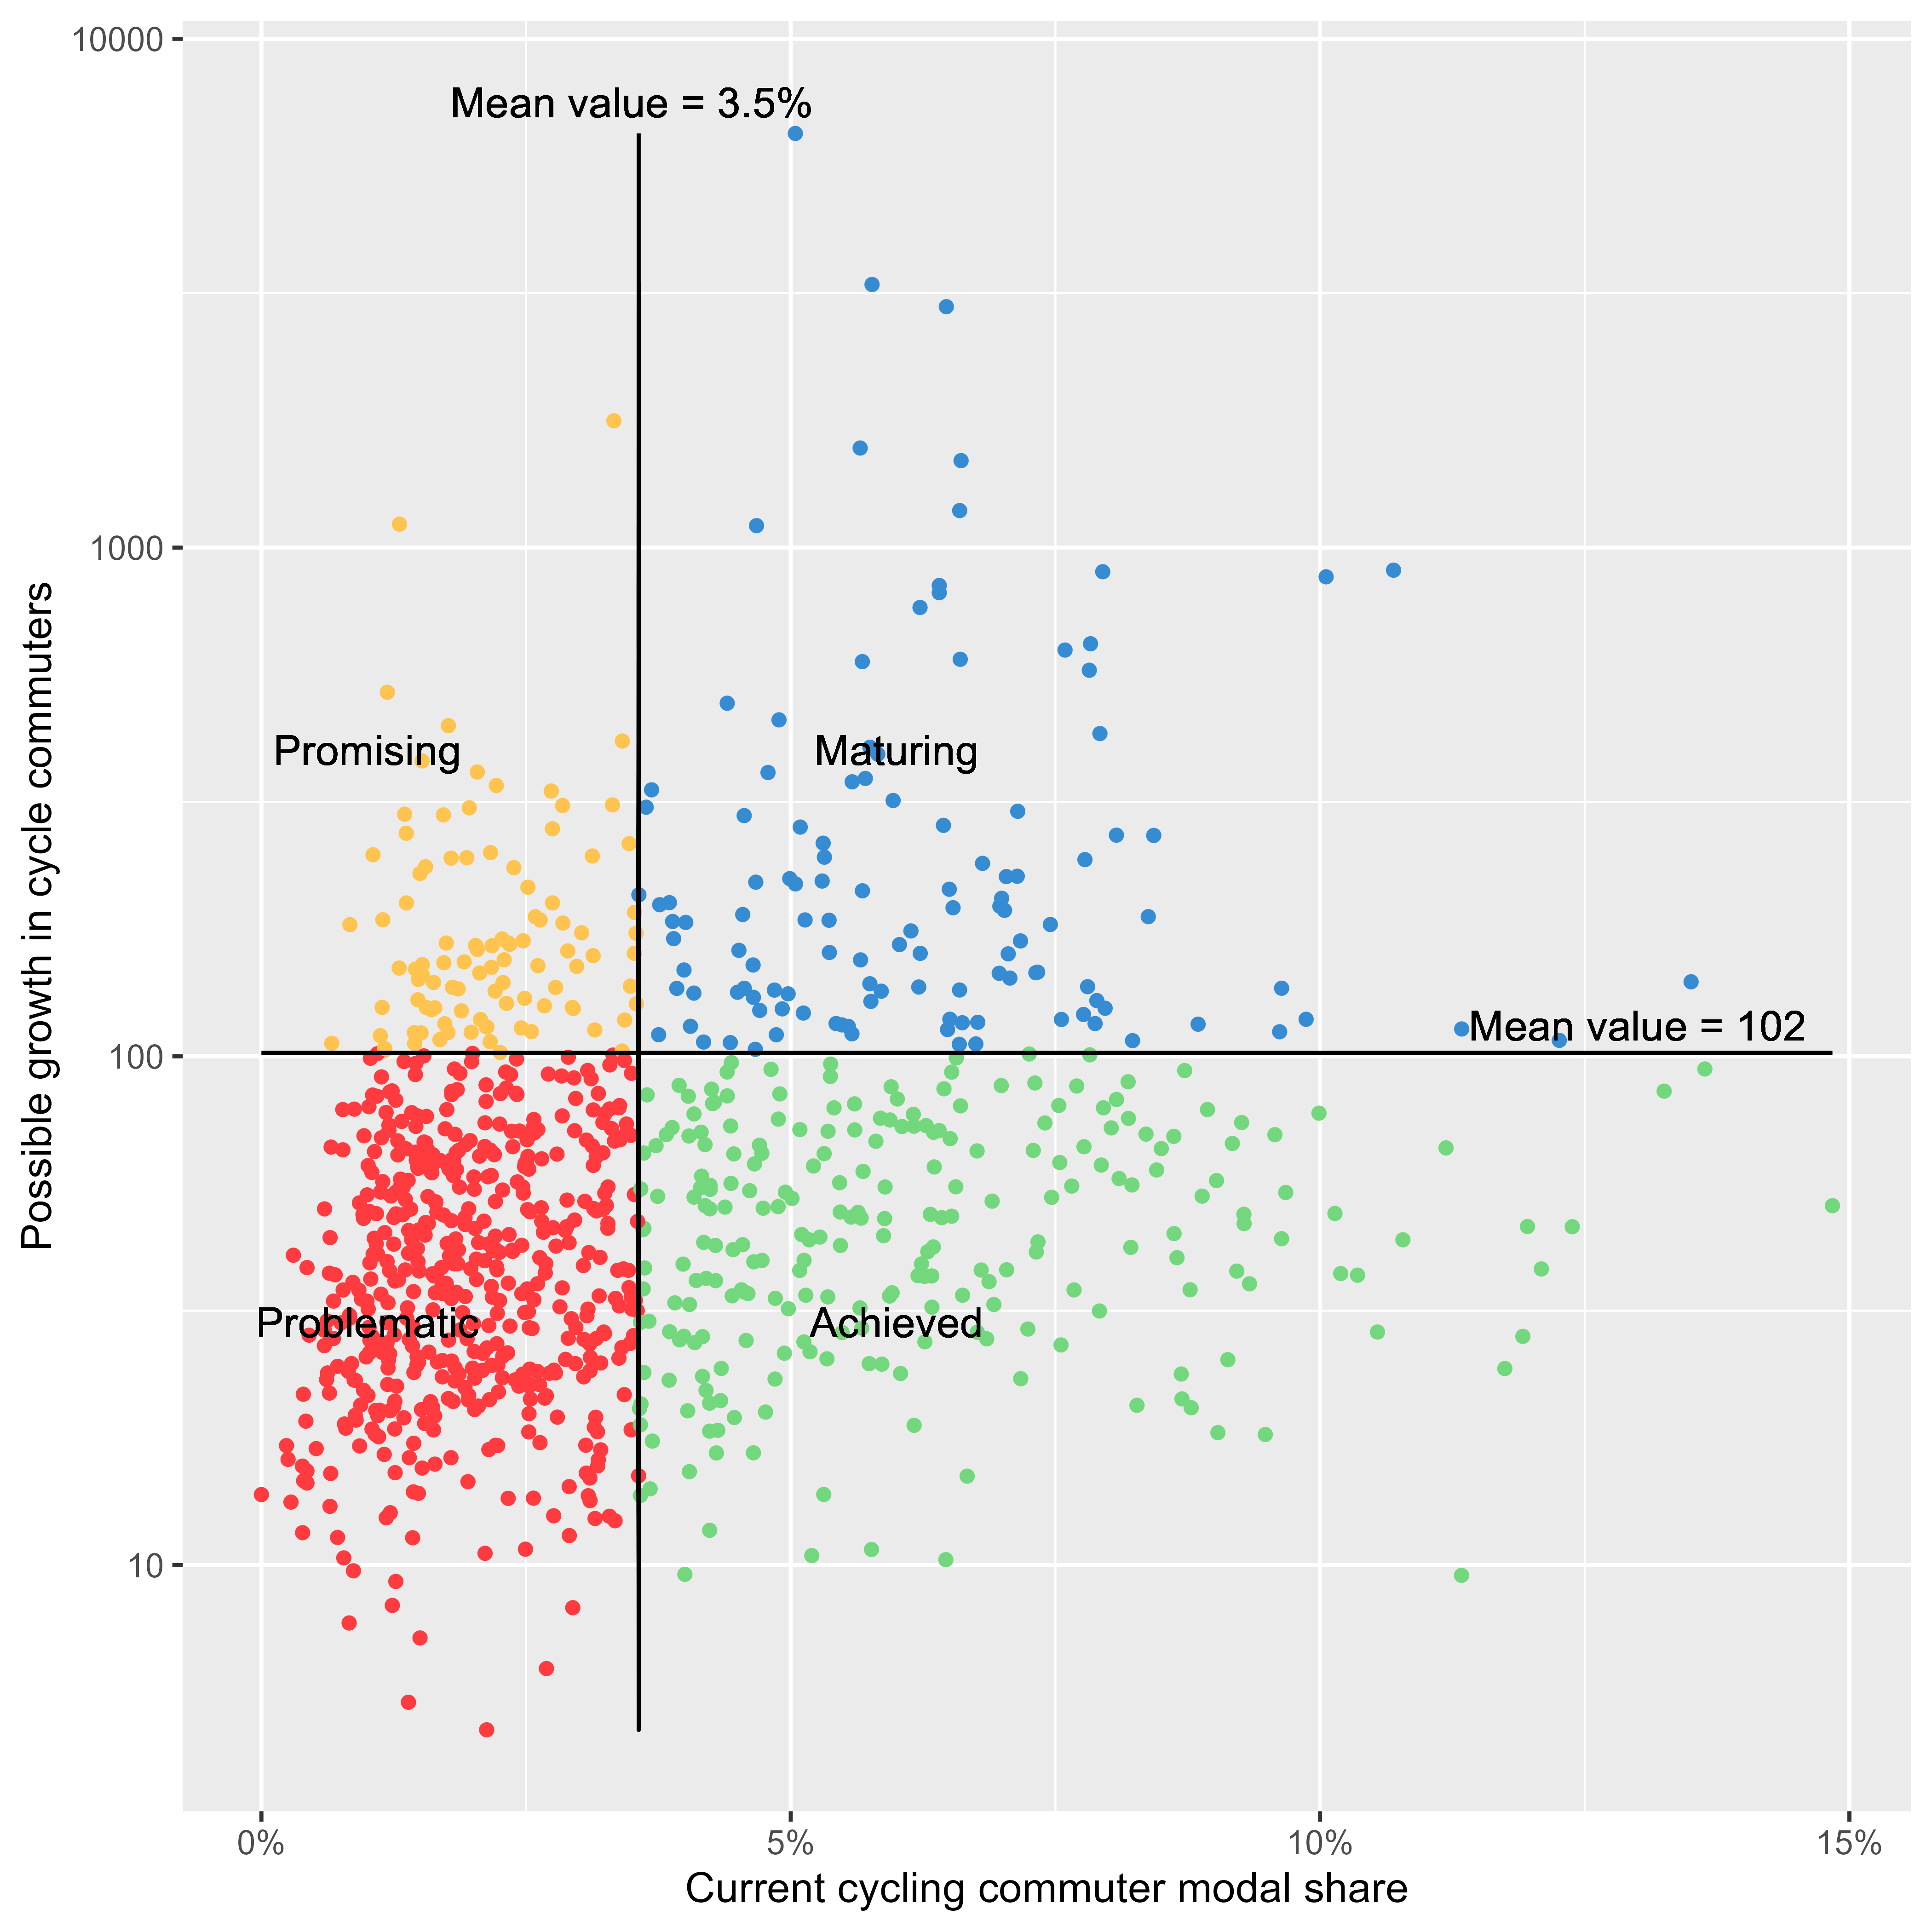 10000
Mean value = 3.5%
1000
Promising
Maturing
Mean value = 102
100
Problematic
Achieved
10
0%
5%
10%
15%
Current cycling commuter modal share
Possible growth in cycle commuters